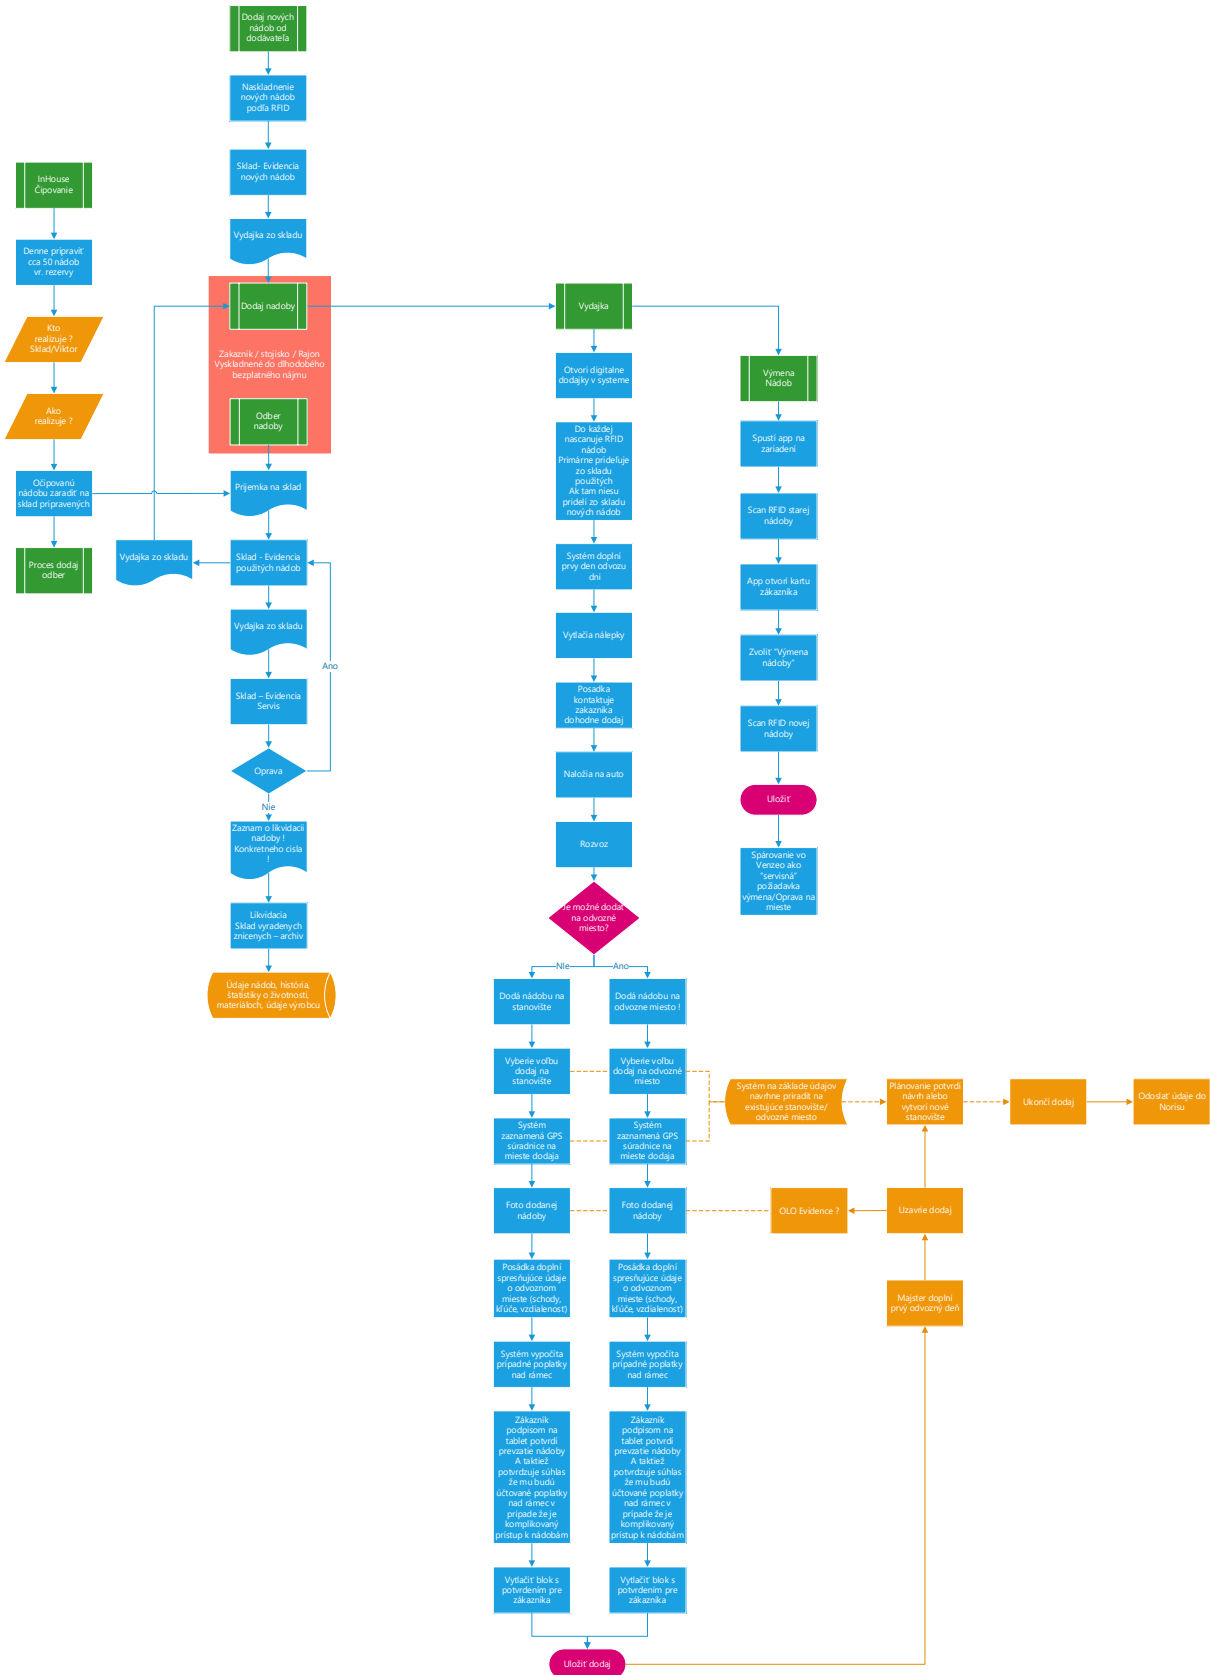 Dodaj nových
nádob od
dodávateľa
Naskladnenie
nových nádob
podľa RFID
Sklad- Evidencia
nových nádob
Vydajka zo skladu
InHouse
Čipovanie
Denne pripraviť
cca 50 nádob
vr. rezervy
Kto
realizuje ?
Sklad/Viktor
Ako
realizuje ?
Očipovanú
nádobu zaradiť na
sklad pripravených
Proces dodaj
odber
Dodaj nadoby
Zakaznik / stojisko / Rajon
Vyskladnené do dlhodobého
bezplatného nájmu
Odber
nadoby
Prijemka na sklad
Vydajka zo skladu
Sklad - Evidencia
použitých nádob
Vydajka zo skladu
Ano
Sklad – Evidencia
Servis
Oprava
Nie
Zaznam o likvidacii
nadoby !
Konkretneho cisla
!
Likvidacia
Sklad vyradenych
znicenych – archiv
Údaje nádob, história,
štatistiky o životnosti,
materiáloch, údaje výrobcu
Vydajka
Otvori digitalne
dodajky v systeme
Do každej
nascanuje RFID
nádob
Primárne prideľuje
zo skladu
použitých
Ak tam niesu
pridelí zo skladu
nových nádob
Systém doplní
prvy den odvozu
dni
Vytlačia nálepky
Posadka
kontaktuje
zakaznika
dohodne dodaj
Naložia na auto
Rozvoz
Je možné dodať
na odvozné
miesto?
NIe
Ano
Výmena
Nádob
Spustí app na
zariadení
Scan RFID starej
nádoby
App otvorí kartu
zákazníka
Zvoliť "Výmena
nádoby"
Scan RFID novej
nádoby
Uložiť
Spárovanie vo
Venzeo ako
"servisná"
požiadavka
výmena/Oprava na
mieste
Dodá nádobu na
stanovište
Vyberie voľbu
dodaj na
stanovište
Systém
zaznamená GPS
súradnice na
mieste dodaja
Foto dodanej
nádoby
Posádka doplní
spresňujúce údaje
o odvoznom
mieste (schody,
kľúče, vzdialenosť)
Systém vypočíta
prípadné poplatky
nad rámec
Zákazník
podpisom na
tablet potvrdí
prevzatie nádoby
A taktiež
potvrdzuje súhlas
že mu budú
účtované poplatky
nad rámec v
prípade že je
komplikovaný
prístup k nádobám
Vytlačiť blok s
potvrdením pre
zákazníka
Dodá nádobu na
odvozne miesto !
Vyberie voľbu
dodaj na odvozné
miesto
Systém
zaznamená GPS
súradnice na
mieste dodaja
Foto dodanej
nádoby
Posádka doplní
spresňujúce údaje
o odvoznom
mieste (schody,
kľúče, vzdialenosť)
Systém vypočíta
prípadné poplatky
nad rámec
Zákazník
podpisom na
tablet potvrdí
prevzatie nádoby
A taktiež
potvrdzuje súhlas
že mu budú
účtované poplatky
nad rámec v
prípade že je
komplikovaný
prístup k nádobám
Vytlačiť blok s
potvrdením pre
zákazníka
Uložiť dodaj
Systém na základe údajov
navrhne priradit na
existujúce stanovište/
odvozné miesto
Plánovanie potvrdí
návrh alebo
vytvorí nové
stanovište
Ukončí dodaj
Odoslať údaje do
Norisu
OLO Evidence ?
Uzavrie dodaj
Majster doplní
prvý odvozný deň